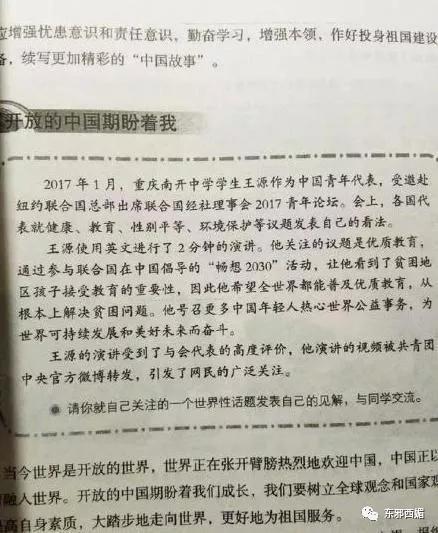 应增强忧患意识和责任意识，勤奋学习，增强本领，作好投身祖国建设
备，续写更加精彩的“中国故事”。
开放的中国期盼着我
2017年1月，重庆南开中学学生王源作为中国青年代表，受邀赴
纽约联合国总部出席联合国经社理事会2017青年论坛。会上，各国代
表就健康、教育、性别平等、环境保护等议题发表自己的看法。
王源使用英文进行了2分钟的演讲。他关注的议题是优质教育，
通过参与联合国在中国倡导的“畅想2030”活动，让他看到了贫困地
区孩子接受教育的重要性，因此他希望全世界都能普及优质教育，从
根本上解决贫困问题。他号召更多中国年轻人热心世界公益事务，为
世界可持续发展和美好未来而奋斗。
王源的演讲受到了与会代表的高度评价，他演讲的视频被共青团
中央官方微博转发，引发了网民的广泛关注。
请你就自己关注的一个世界性话题发表自己的见解，与同学交流。
当今世界是开放的世界，世界正在张开臂膀热烈地欢迎中国，中国正以
融入世界。开放的中国期盼着我们成长，我们要树立全球观念和国家观
提高自身素质，大踏步地走向世界，更好地为祖国服务。
东邪西媚